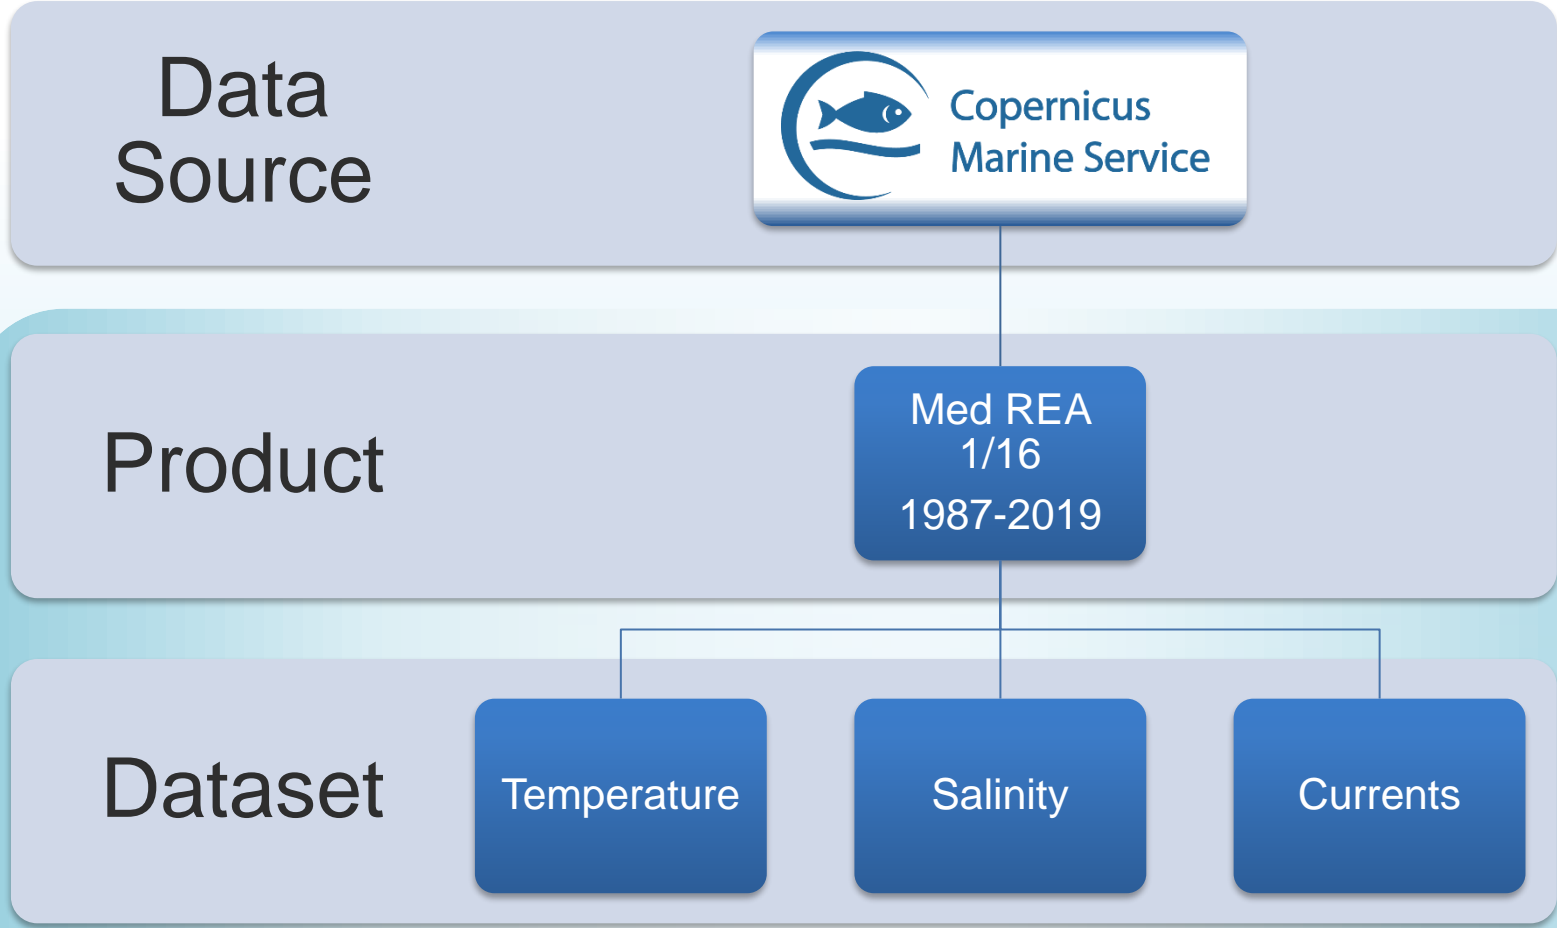 Data
Source
Copernicus
Marine Service
Product
Med REA
1/16
1987-2019
Dataset
Temperature
Salinity
Currents